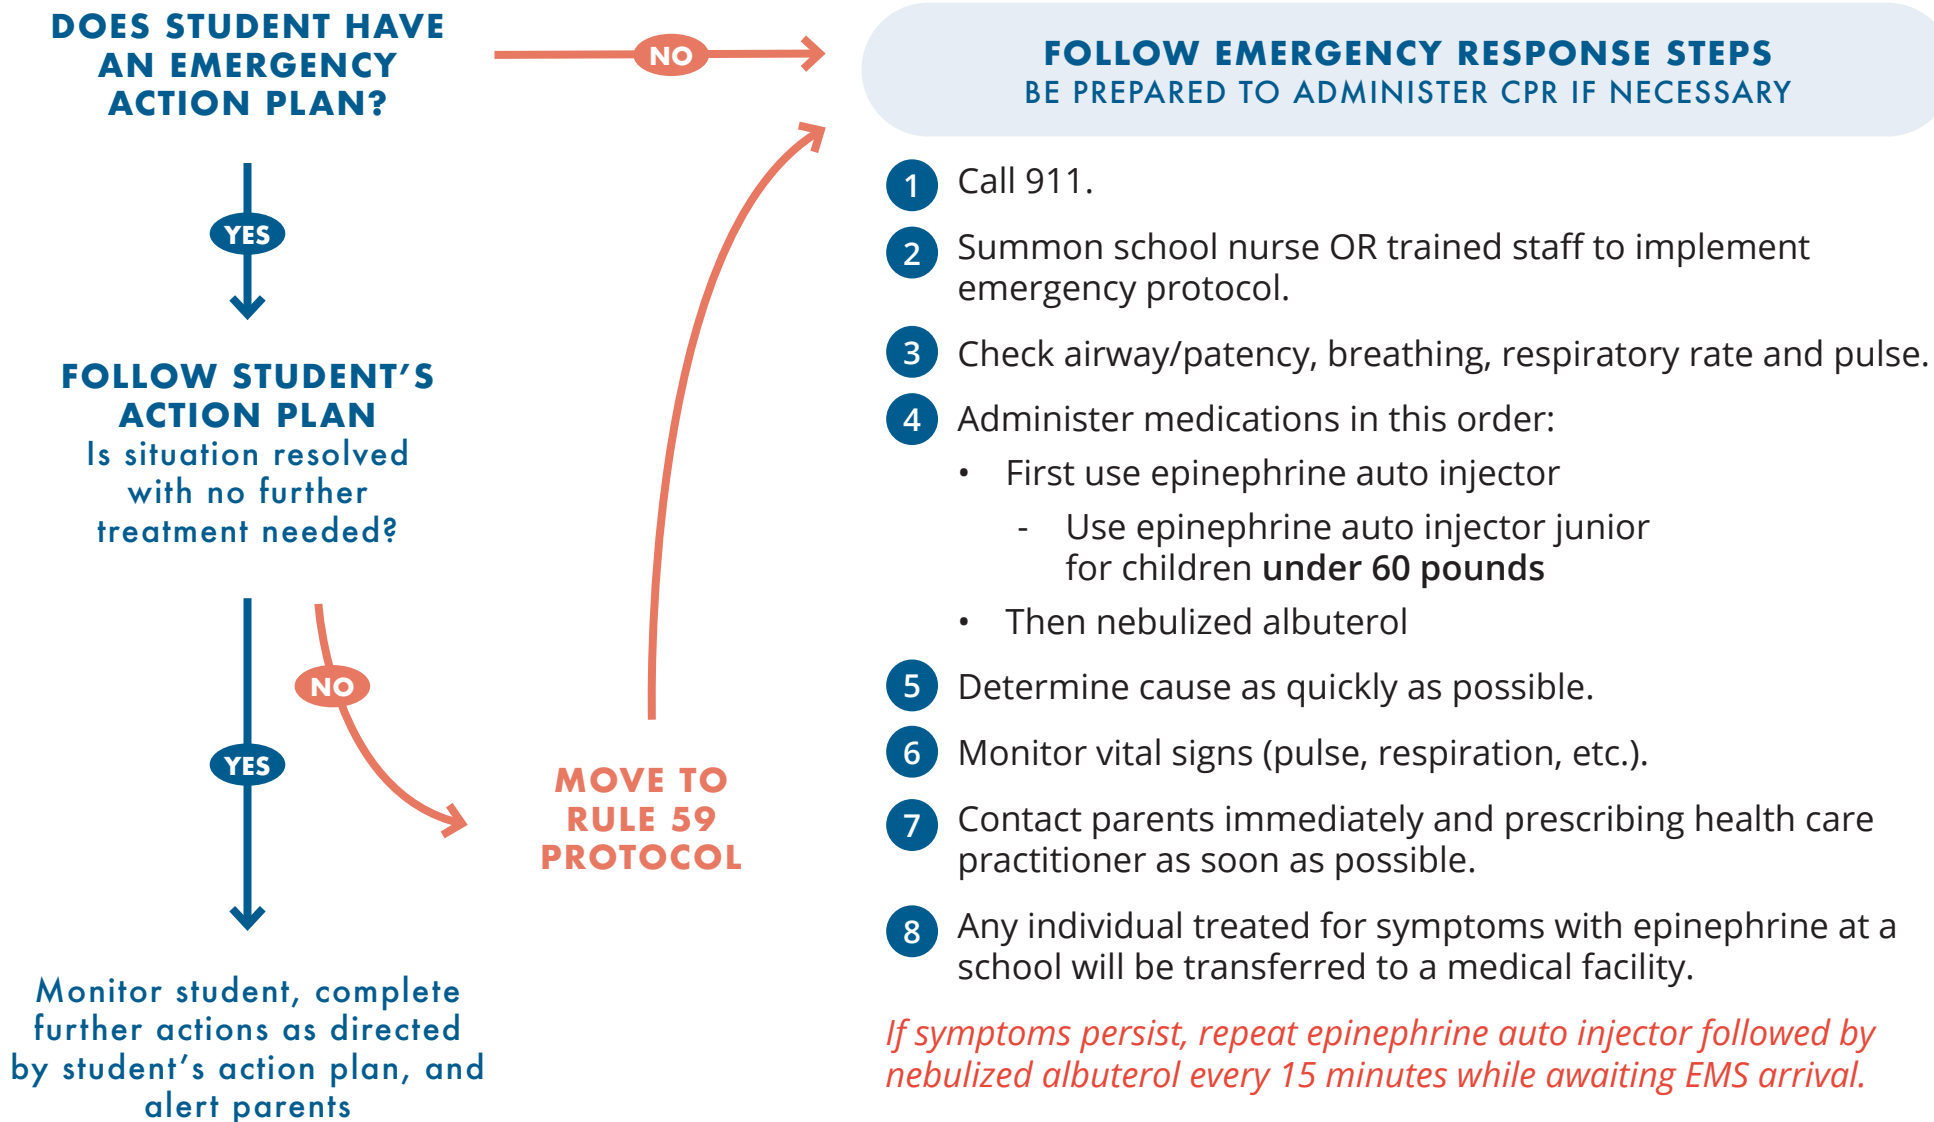 DOES STUDENT HAVE
AN EMERGENCY
ACTION PLAN?
NO
YES
FOLLOW STUDENT'S
ACTION PLAN
Is situation resolved
with no further
treatment needed?
NO
YES
MOVE TO
RULE 59
PROTOCOL
Monitor student, complete
further actions as directed
by student's action plan, and
alert parents
FOLLOW EMERGENCY RESPONSE STEPS
BE PREPARED TO ADMINISTER CPR IF NECESSARY
1 Call 911.
2 Summon school nurse OR trained staff to implement
emergency protocol.
3 Check airway/patency, breathing, respiratory rate and pulse.
4 Administer medications in this order:
• First use epinephrine auto injector
- Use epinephrine auto injector junior
for children under 60 pounds
• Then nebulized albuterol
5 Determine cause as quickly as possible.
6 Monitor vital signs (pulse, respiration, etc.).
7 Contact parents immediately and prescribing health care
practitioner as soon as possible.
8 Any individual treated for symptoms with epinephrine at a
school will be transferred to a medical facility.
If symptoms persist, repeat epinephrine auto injector followed by
nebulized albuterol every 15 minutes while awaiting EMS arrival.